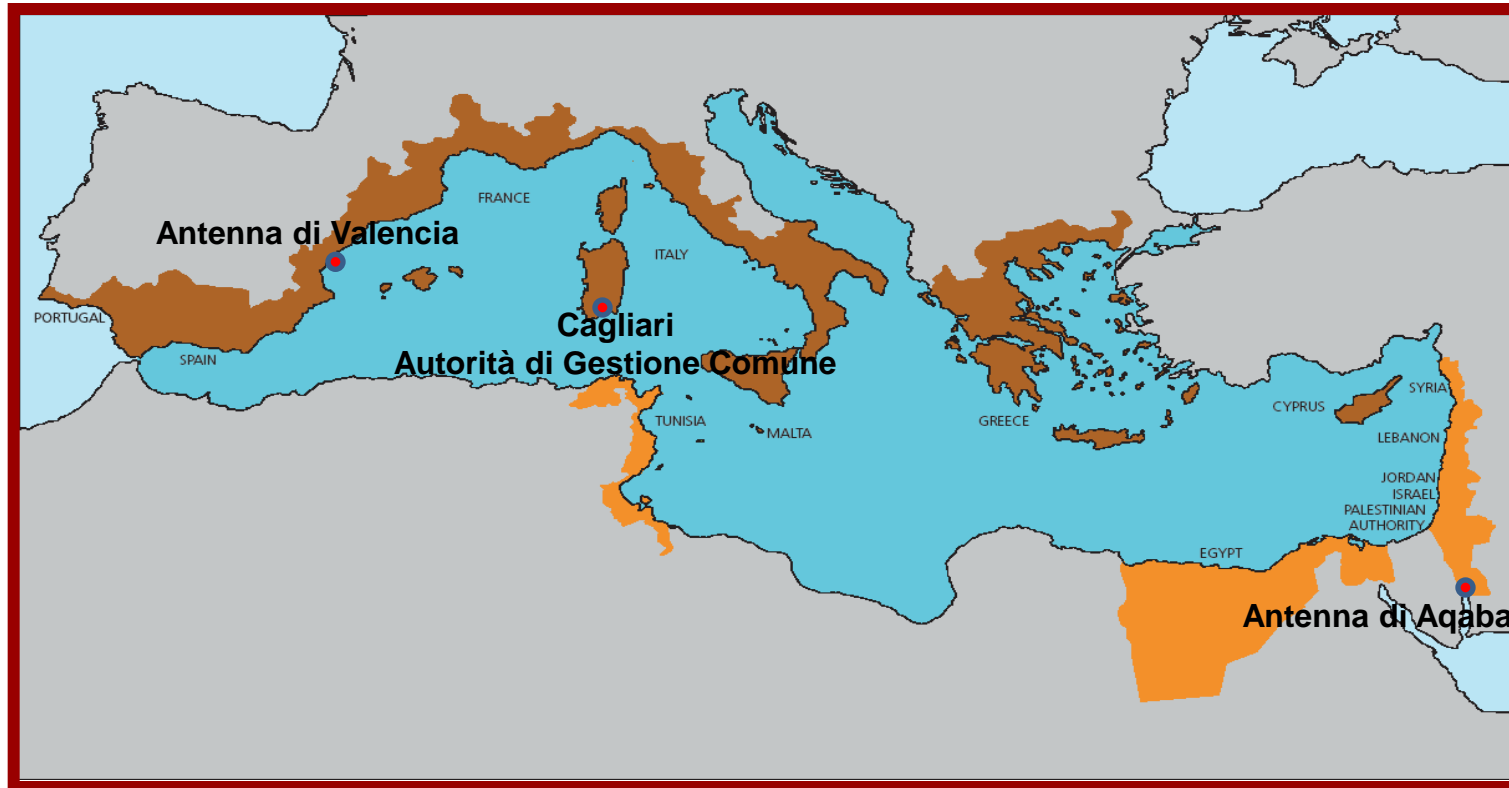 FRANCE
Antenna di Valencia
ITALY
PORTUGAL
Cagliari
Autorità di Gestione Comune
SPAIN
SYRIA
CYPRUS
TUNISIA
MALTA
GREECE
LEBANON
JORDAN
ISRAEL
PALESTINIAN
AUTHORITY
EGYPT
Antenna di Aqaba